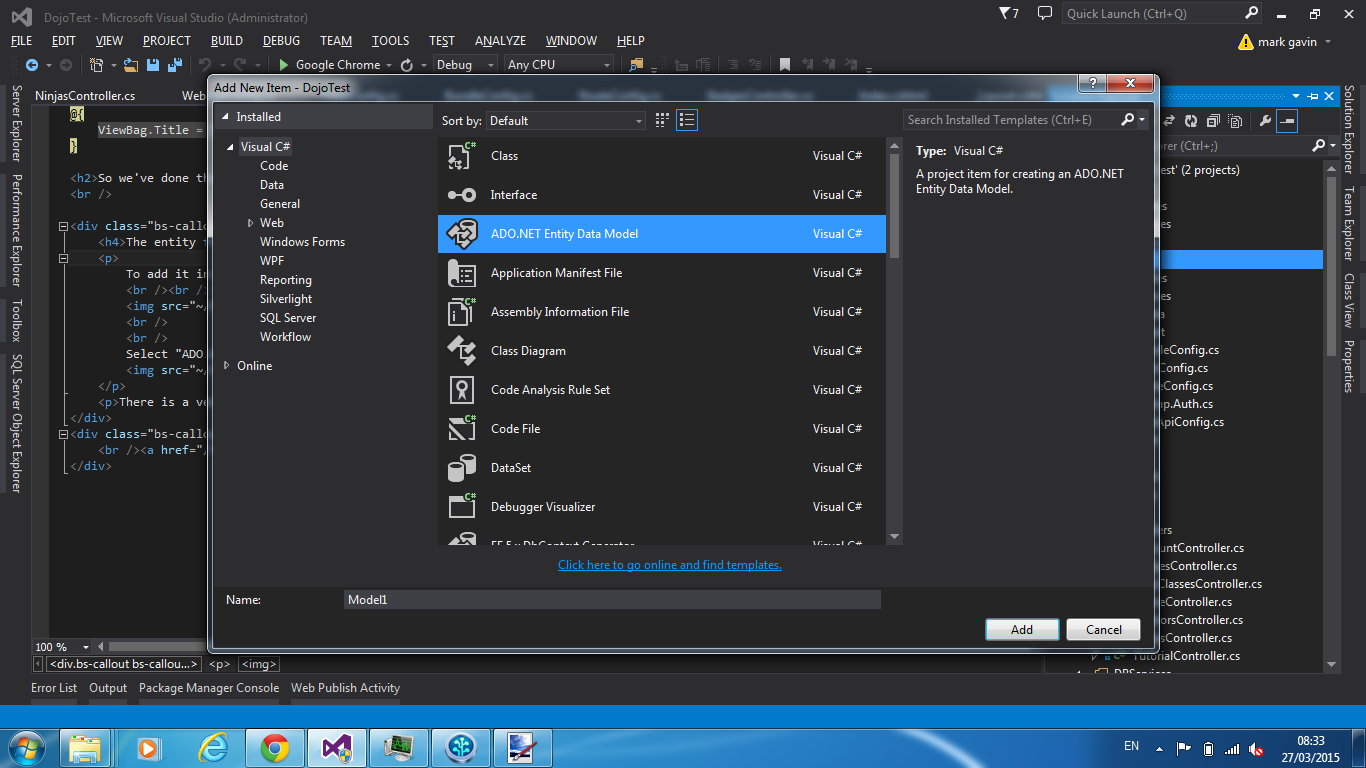 DojoTest - Microsoft Visual Studio (Administrator)
7
Quick Launch (Ctrl+Q)
FILE EDIT VIEW PROJECT BUILD DEBUG TEAM TOOLS TEST ANALYZE WINDOW HELP
mark gavin
Google Chrome Debug Any CPU
Add New Item - DojoTest
Server Explorer
Performance Explorer
Toolbox
SQL Server Object Explorer
NinjasController.cs
@{
ViewBag.Title =
}
<h2>So we've done th
<br />
<div class="bs-callo
<h4>The entity f
<p>
To add it in
<br /><br />
<img src="~/
<br />
<br />
Select "ADO.
<img src="~/
</p>
<p>There is a ve
</div>
<div class="bs-callo
<br /><a href="/
</div>
100 %
<div.bs-callout bs-callou...> <p> <img>
Installed
Visual C#
Code
Data
General
Web
Windows Forms
WPF
Reporting
Silverlight
SQL Server
Workflow
Online
Sort by: Default
Class Visual C#
Interface Visual C#
ADO.NET Entity Data Model Visual C#
Application Manifest File Visual C#
Assembly Information File Visual C#
Class Diagram Visual C#
Code Analysis Rule Set Visual C#
Code File Visual C#
DataSet Visual C#
Debugger Visualizer Visual C#
EF 5.x DbContext Generator Visual C#
Click here to go online and find templates.
Search Installed Templates (Ctrl+E)
Type: Visual C#
A project item for creating an ADO.NET
Entity Data Model.
Name: Model1
Add Cancel
rer (Ctrl+;)
est' (2 projects)
eConfig.cs
Config.cs
eConfig.cs
up.Auth.cs
ApiConfig.cs
untController.cs
esController.cs
ClassesController.cs
eController.cs
orsController.cs
sController.cs
TutorialController.cs
DBServices
Solution Explorer
Team Explorer
Class View
Properties
Error List Output Package Manager Console Web Publish Activity
EN
08:33
27/03/2015